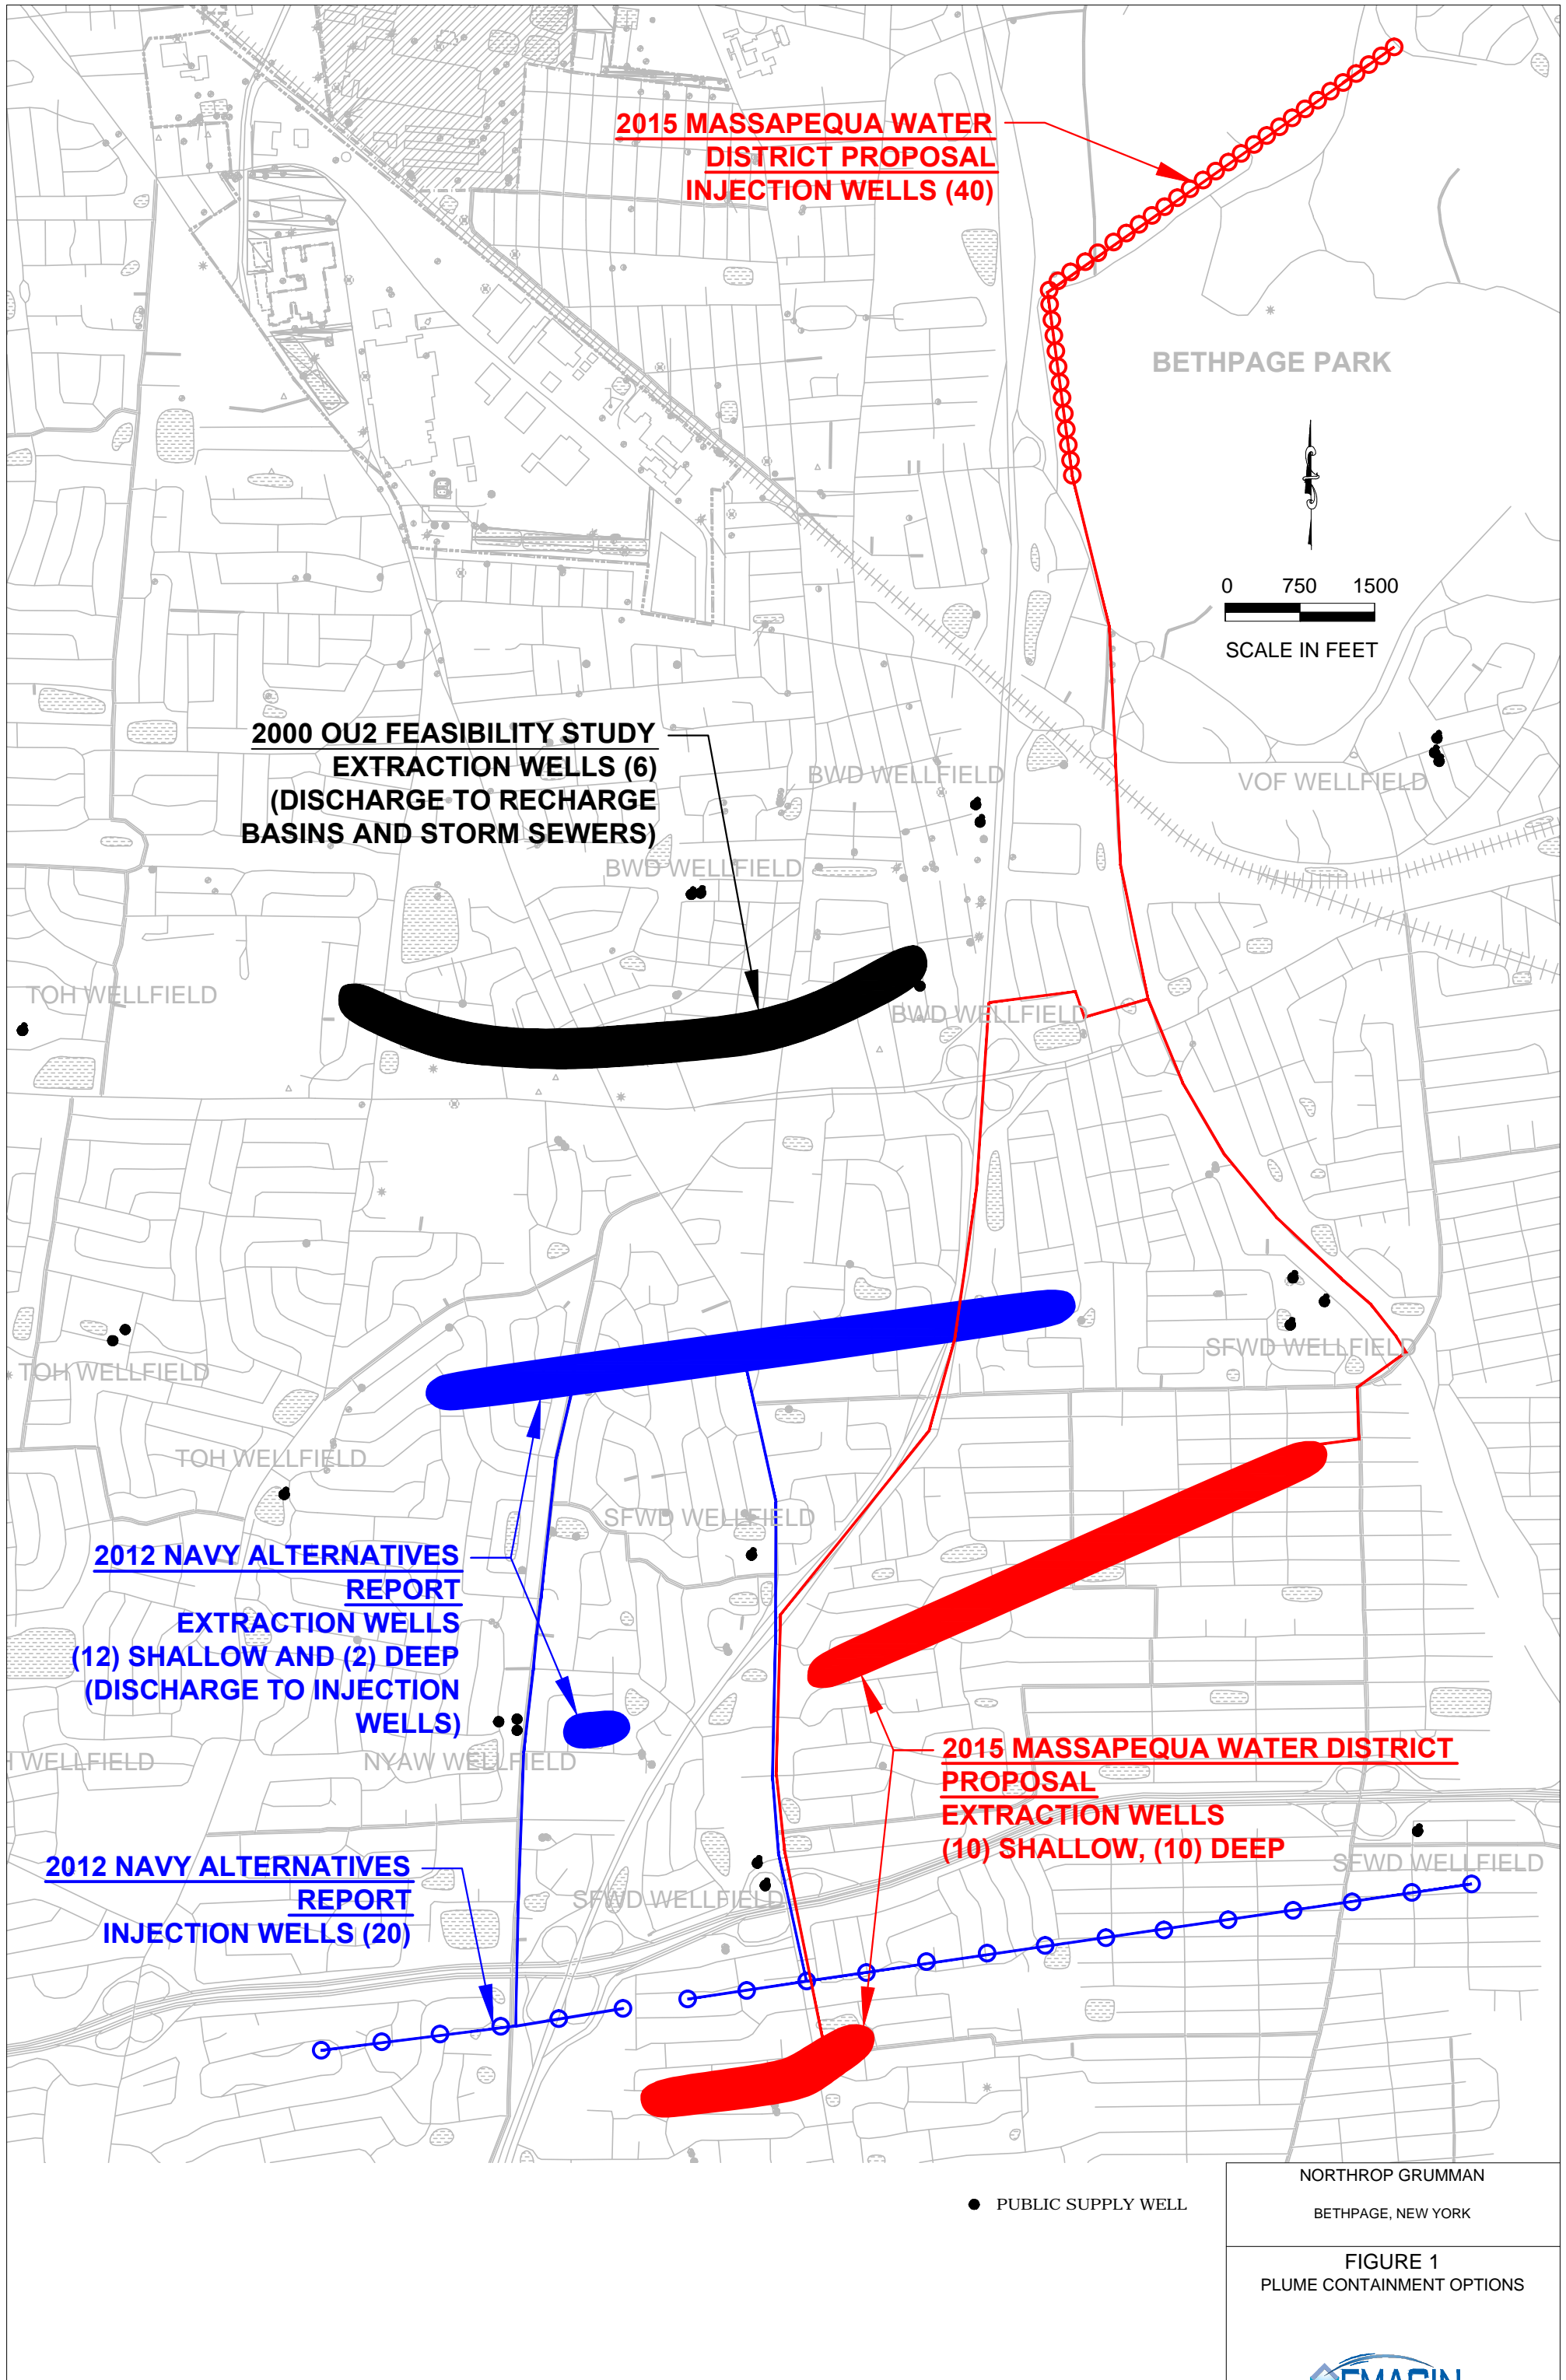 2015 MASSAPEQUA WATER
DISTRICT PROPOSAL
INJECTION WELLS (40)
BETHPAGE PARK
0 750 1500
SCALE IN FEET
2000 OU2 FEASIBILITY STUDY
EXTRACTION WELLS (6)
(DISCHARGE TO RECHARGE
BASINS AND STORM SEWERS)
BWD WELLFIELD
VOF WELLFIELD
BWD WELLFIELD
TOH WELLFIELD
BWD WELLFIELD
SFWD WELLFIELD
TOH WELLFIELD
TOH WELLFIELD
SFWD WELLFIELD
2012 NAVY ALTERNATIVES
REPORT
EXTRACTION WELLS
(12) SHALLOW AND (2) DEEP
(DISCHARGE TO INJECTION
WELLS)
H WELLFIELD
NYAW WELLFIELD
2015 MASSAPEQUA WATER DISTRICT
PROPOSAL
EXTRACTION WELLS
(10) SHALLOW, (10) DEEP
SFWD WELLFIELD
2012 NAVY ALTERNATIVES
REPORT
INJECTION WELLS (20)
SFWD WELLFIELD
PUBLIC SUPPLY WELL
NORTHROP GRUMMAN
BETHPAGE, NEW YORK
FIGURE 1
PLUME CONTAINMENT OPTIONS